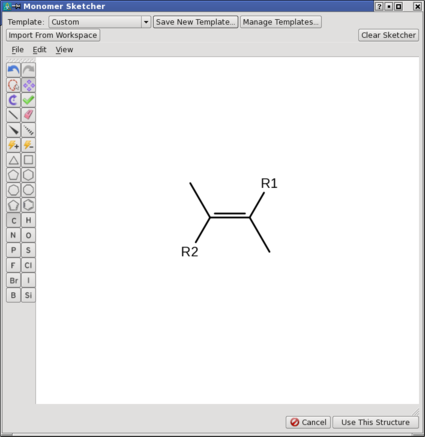 Monomer Sketcher
Template: Custom Save New Template... Manage Templates...
Import From Workspace Clear Sketcher
File Edit View
C H
N O
P S
F Cl
Br I
B Si
R1
R2
Cancel Use This Structure